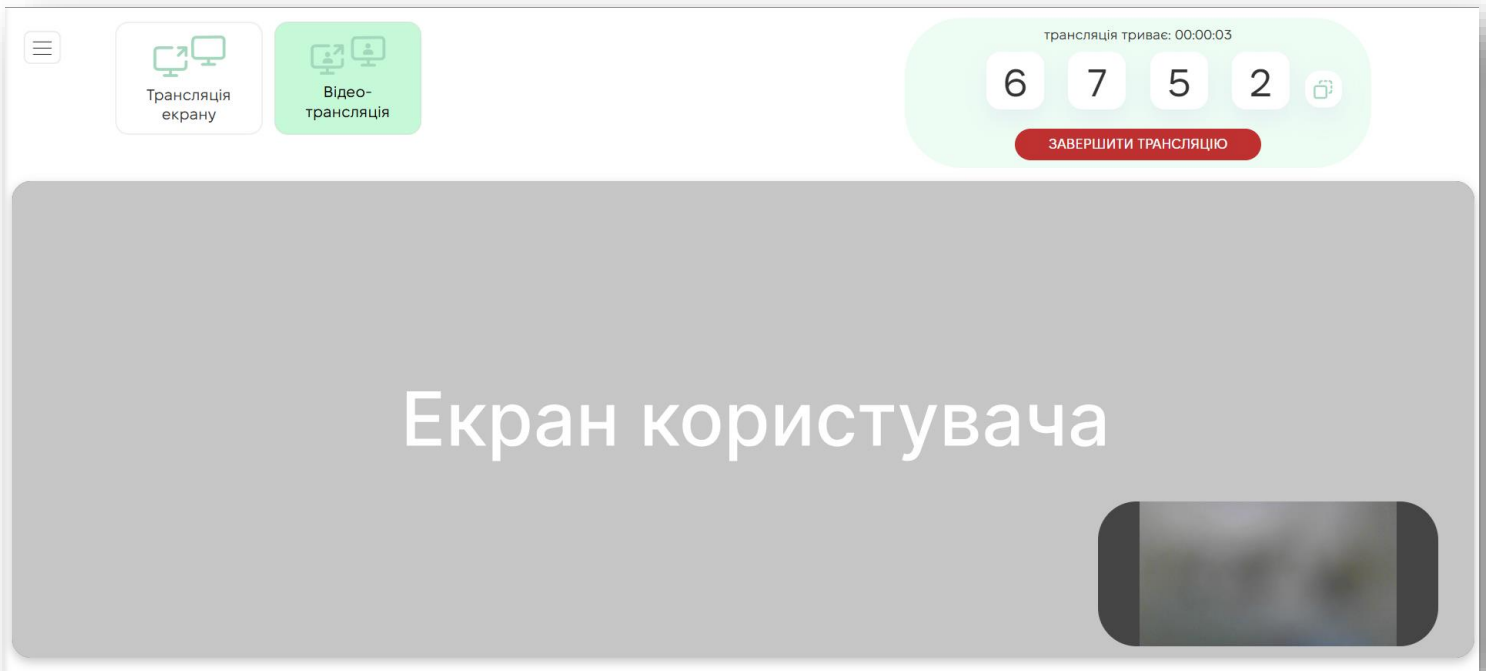 Трансляція
екрану
Відео-
трансляція
трансляція триває: 00:00:03
6 7 5 2
ЗАВЕРШИТИ ТРАНСЛЯЦІЮ
Екран користувача